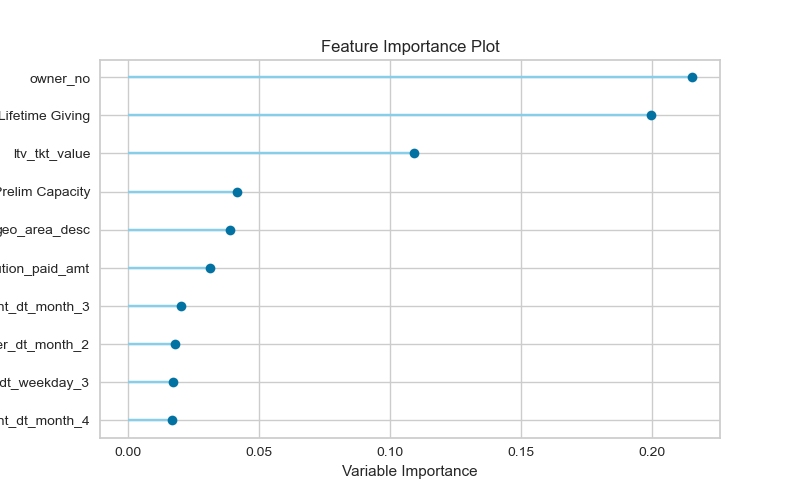 Feature Importance Plot
owner_no
Lifetime Giving
ltv_tkt_value
Prelim Capacity
geo_area_desc
ution_paid_amt
nt_dt_month_3
er_dt_month_2
dt_weekday_3
nt_dt_month_4
0.00 0.05 0.10 0.15 0.20
Variable Importance